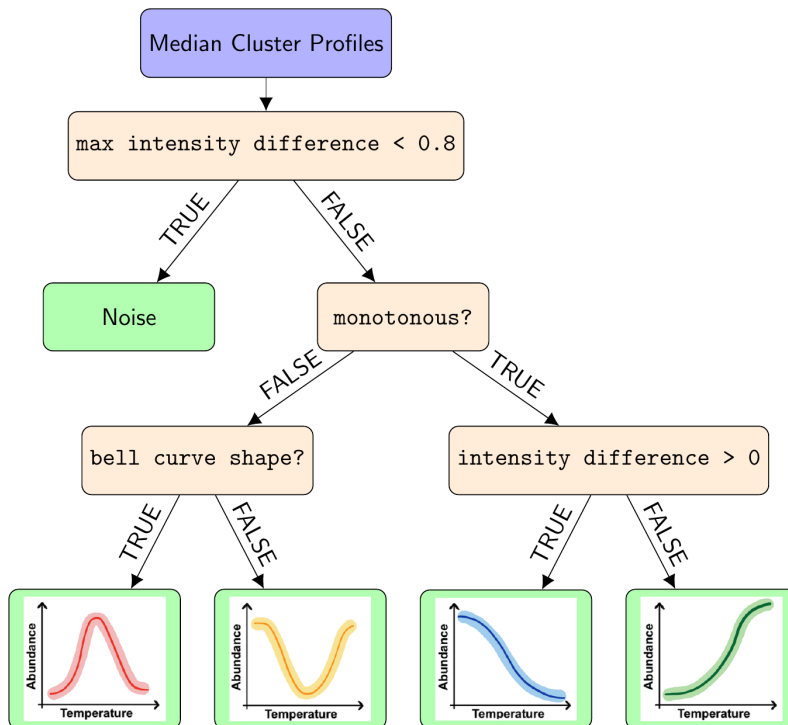 Median Cluster Profiles
max intensity difference < 0.8
TRUE
FALSE
Noise
monotonous?
FALSE
TRUE
bell curve shape?
intensity difference > 0
TRUE
FALSE
TRUE
FALSE
Abundance
Temperature
Abundance
Temperature
Abundance
Temperature
Abundance
Temperature